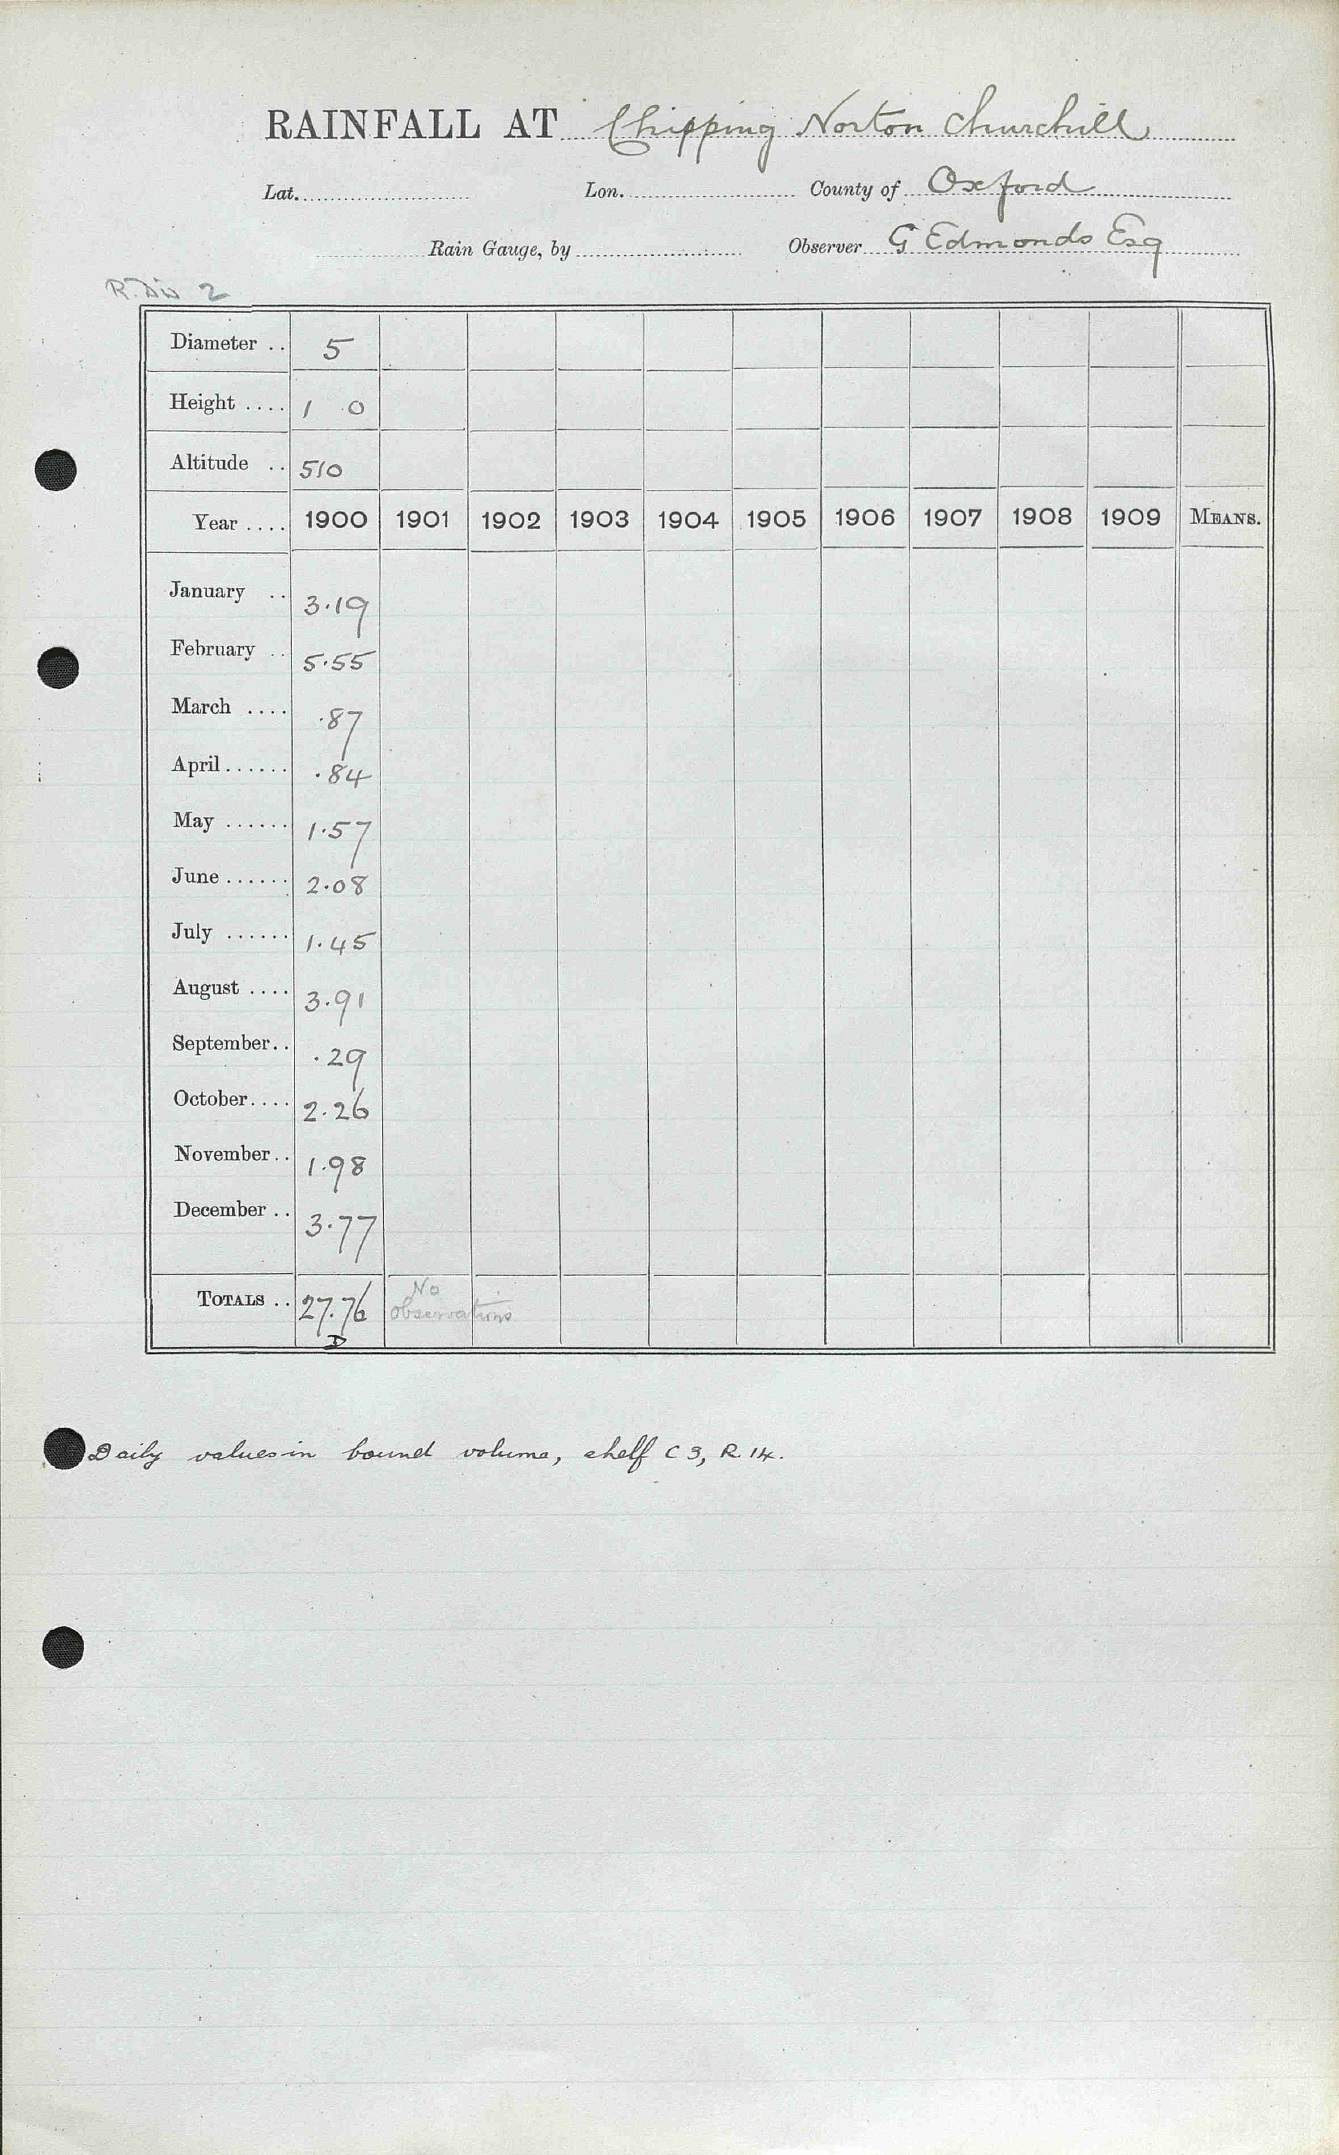 RAINFALL AT Chipping Norton Churchill
Lat. Lon. County of Oxford
Rain Gauge, by Observer G Edmonds Esq
R. Div 2
Diameter .. 5
Height .... 1 0
Altitude .. 510
Year .... 1900 1901 1902 1903 1904 1905 1906 1907 1908 1909 MEANS.
January .. 3.19
February .. 5.55
March .... .87
April...... .84
May ...... 1.57
June...... 2.08
July ...... 1.45
August .... 3.91
September.. .29
October.... 2.26
November.. 1.98
December .. 3.77
TOTALS .. 27.76 No observations
D
Daily values in bound volume, shelf C 3, R. 14.